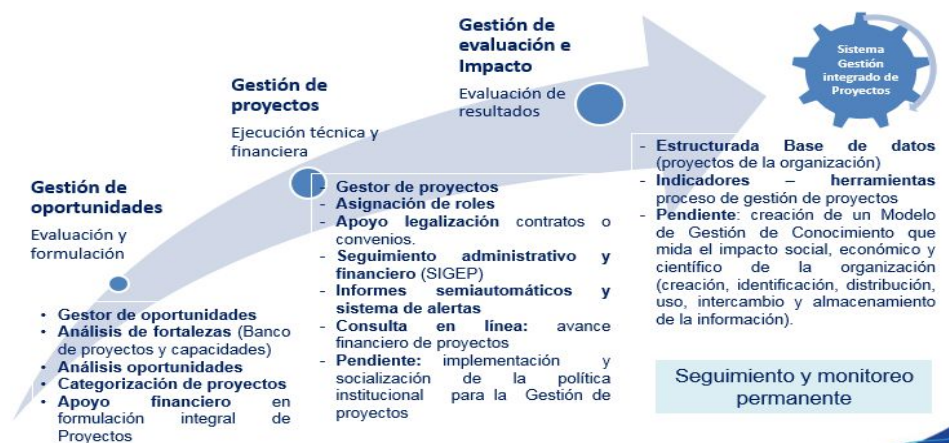 Gestión de
oportunidades
Evaluación y
formulación
• Gestor de oportunidades
• Análisis de fortalezas (Banco
de proyectos y capacidades)
• Análisis oportunidades
• Categorización de proyectos
• Apoyo financiero en
formulación integral de
Proyectos
Gestión de
proyectos
Ejecución técnica y
financiera
- Gestor de proyectos
- Asignación de roles
- Apoyo legalización contratos o
convenios.
- Seguimiento administrativo y
financiero (SIGEP)
- Informes semiautomáticos y
sistema de alertas
- Consulta en línea: avance
financiero de proyectos
- Pendiente: implementación y
socialización de la política
institucional para la Gestión de
proyectos
Gestión de
evaluación e
Impacto
Evaluación de
resultados
Sistema
Gestión
integrado de
Proyectos
- Estructurada Base de datos
(proyectos de la organización)
- Indicadores – herramientas
proceso de gestión de proyectos
- Pendiente: creación de un Modelo
de Gestión de Conocimiento que
mida el impacto social, económico y
científico de la organización
(creación, identificación, distribución,
uso, intercambio y almacenamiento
de la información).
Seguimiento y monitoreo
permanente